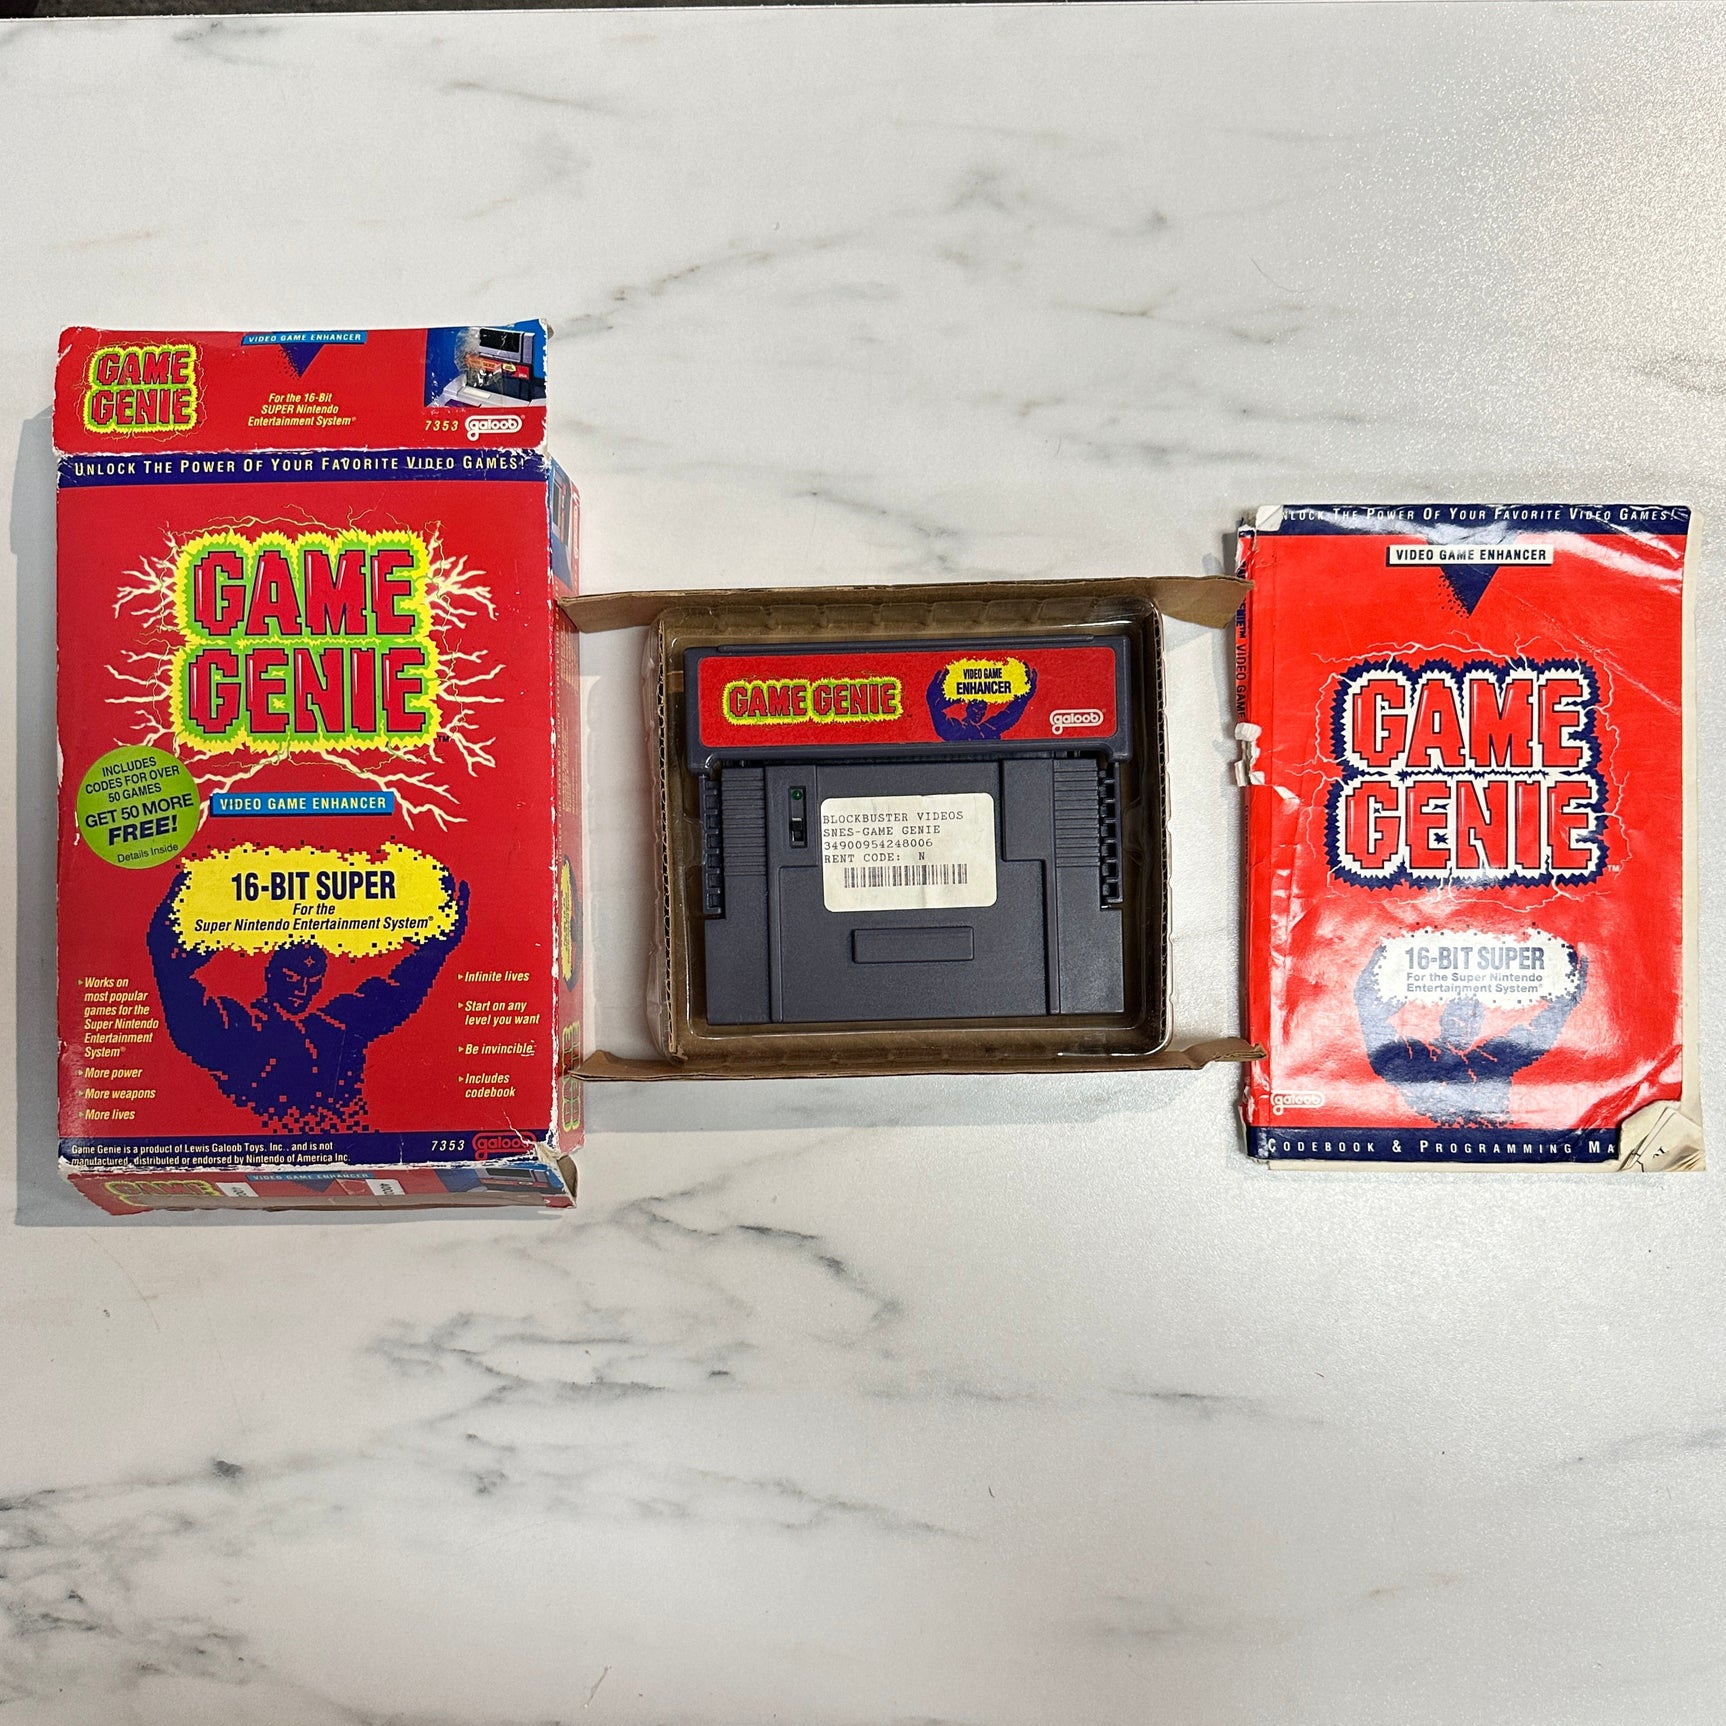 GAME
GENIE
VIDEO GAME ENHANCER
For the 16-Bit
SUPER Nintendo
Entertainment System®
7353 galoob
UNLOCK THE POWER OF YOUR FAVORITE VIDEO GAMES!
GAME
GENIE™
INCLUDES
CODES FOR OVER
50 GAMES
GET 50 MORE
FREE!
Details Inside
VIDEO GAME ENHANCER
16-BIT SUPER
For the
Super Nintendo Entertainment System®
▸Works on
most popular
games for the
Super Nintendo
Entertainment
System®
▸More power
▸More weapons
▸More lives
▸Infinite lives
▸Start on any
level you want
▸Be invincible
▸Includes
codebook
Game Genie is a product of Lewis Galoob Toys, Inc., and is not
manufactured, distributed or endorsed by Nintendo of America Inc.
7353 galoob
GAME
VIDEO GAME ENHANCER
GAME GENIE
VIDEO GAME
ENHANCER
galoob
BLOCKBUSTER VIDEOS
SNES-GAME GENIE
34900954248006
RENT CODE: N
UNLOCK THE POWER OF YOUR FAVORITE VIDEO GAMES!
VIDEO GAME ENHANCER
GAME
GENIE™
16-BIT SUPER
For the Super Nintendo
Entertainment System®
galoob
CODEBOOK & PROGRAMMING MA